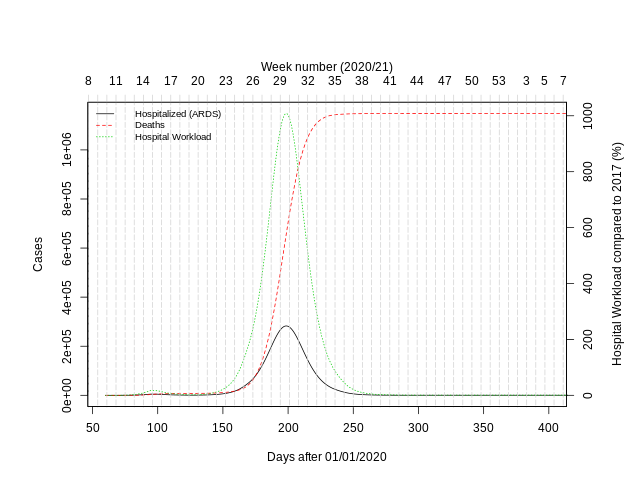 Week number (2020/21)
8 11 14 17 20 23 26 29 32 35 38 41 44 47 50 53 3 5 7
Hospitalized (ARDS)
Deaths
Hospital Workload
Cases
0e+00 2e+05 4e+05 6e+05 8e+05 1e+06
0 200 400 600 800 1000
Hospital Workload compared to 2017 (%)
50 100 150 200 250 300 350 400
Days after 01/01/2020